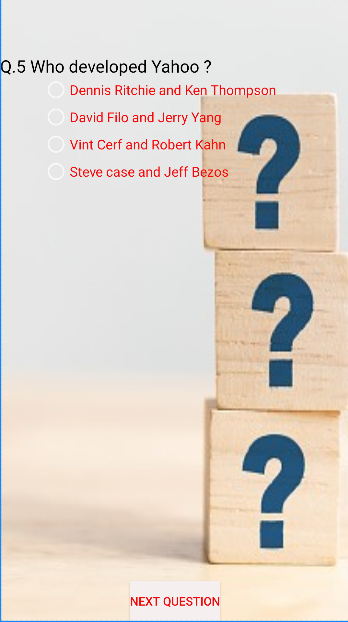 Q.5 Who developed Yahoo ?
Dennis Ritchie and Ken Thompson
David Filo and Jerry Yang
Vint Cerf and Robert Kahn
Steve case and Jeff Bezos
?
?
?
NEXT QUESTION